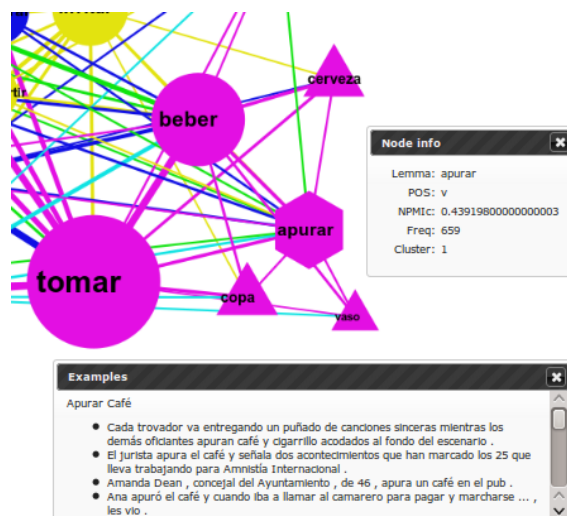 cerveza
tir
beber
Node info
Lemma: apurar
POS: v
NPMIc: 0.43919800000000003
Freq: 659
Cluster: 1
apurar
tomar
copa
vaso
Examples
Apurar Café
Cada trovador va entregando un puñado de canciones sinceras mientras los
demás oficiantes apuran café y cigarrillo acodados al fondo del escenario .
El jurista apura el café y señala dos acontecimientos que han marcado los 25 que
lleva trabajando para Amnistía Internacional .
Amanda Dean , concejal del Ayuntamiento , de 46 , apura un café en el pub .
Ana apuró el café y cuando iba a llamar al camarero para pagar y marcharse ... ,
les vio .